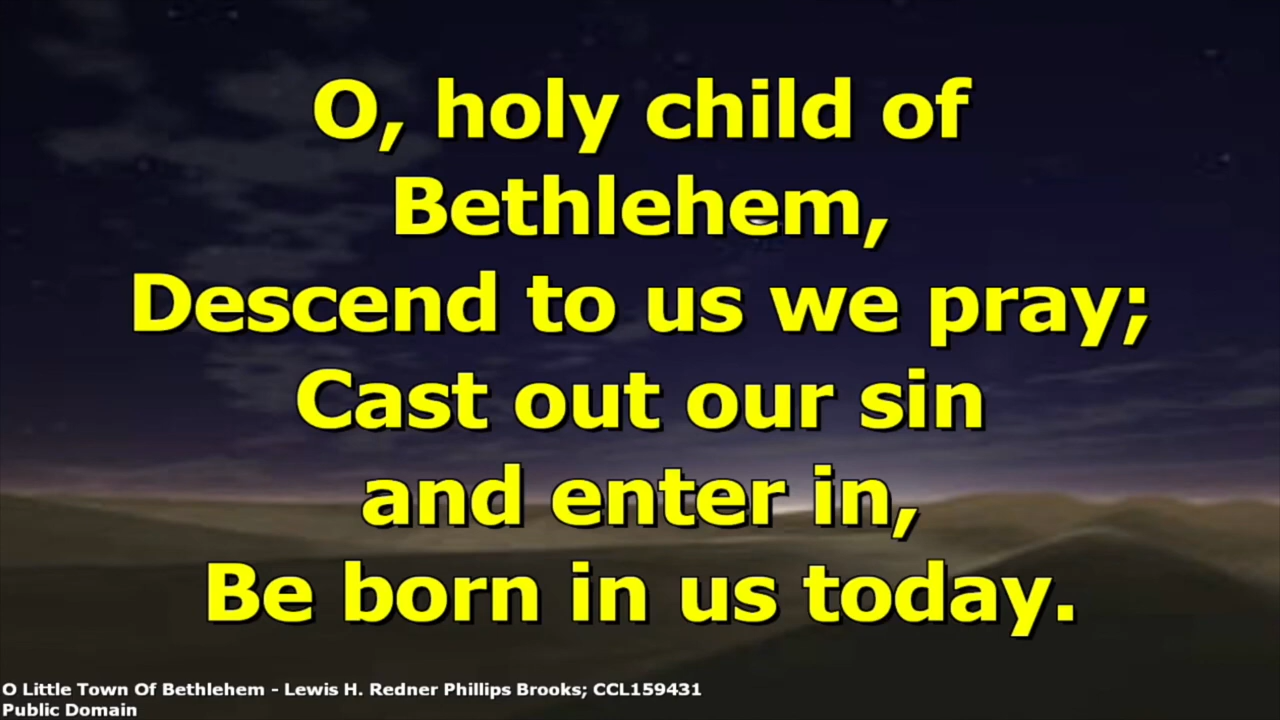 O, holy child of
Bethlehem,
Descend to us we pray;
Cast out our sin
and enter in,
Be born in us today.
O Little Town Of Bethlehem - Lewis H. Redner Phillips Brooks; CCL159431
Public Domain